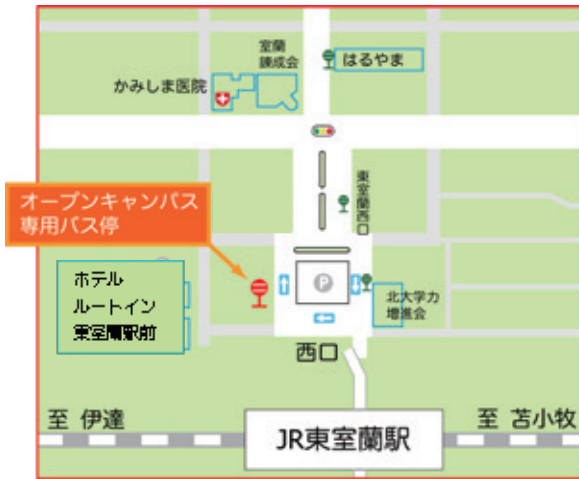 室蘭
錬成会
はるやま
かみしま医院
東室蘭西口
オープンキャンパス
専用バス停
P
ホテル
ルートイン
東室蘭駅前
北大学力
増進会
西口
至 伊達
JR東室蘭駅
至 苫小牧